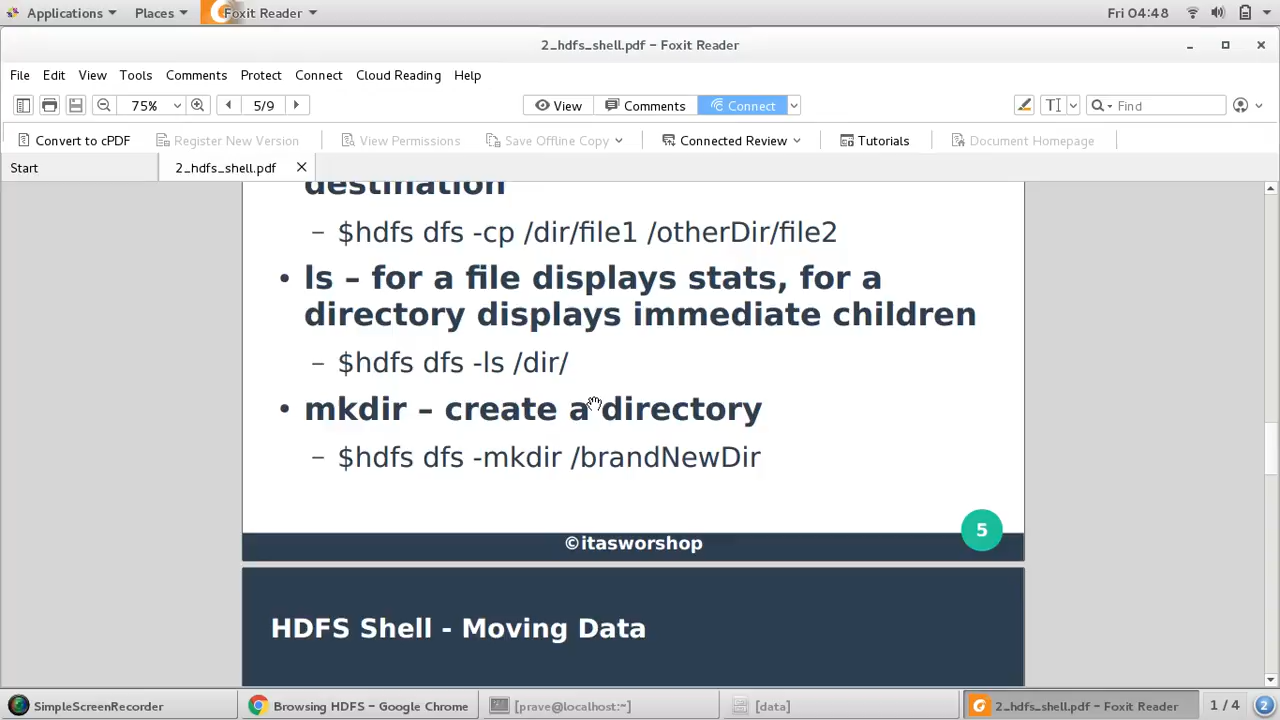 Applications Places Foxit Reader Fri 04:48
2_hdfs_shell.pdf - Foxit Reader
File Edit View Tools Comments Protect Connect Cloud Reading Help
75% 5/9 View Comments Connect Find
Convert to cPDF Register New Version View Permissions Save Offline Copy Connected Review Tutorials Document Homepage
Start 2_hdfs_shell.pdf
destination
– $hdfs dfs -cp /dir/file1 /otherDir/file2
• ls – for a file displays stats, for a
directory displays immediate children
– $hdfs dfs -ls /dir/
• mkdir – create a directory
– $hdfs dfs -mkdir /brandNewDir
5
©itasworshop
HDFS Shell - Moving Data
SimpleScreenRecorder Browsing HDFS – Google Chrome [prave@localhost:~] [data] 2_hdfs_shell.pdf - Foxit Reader 1 / 4 2